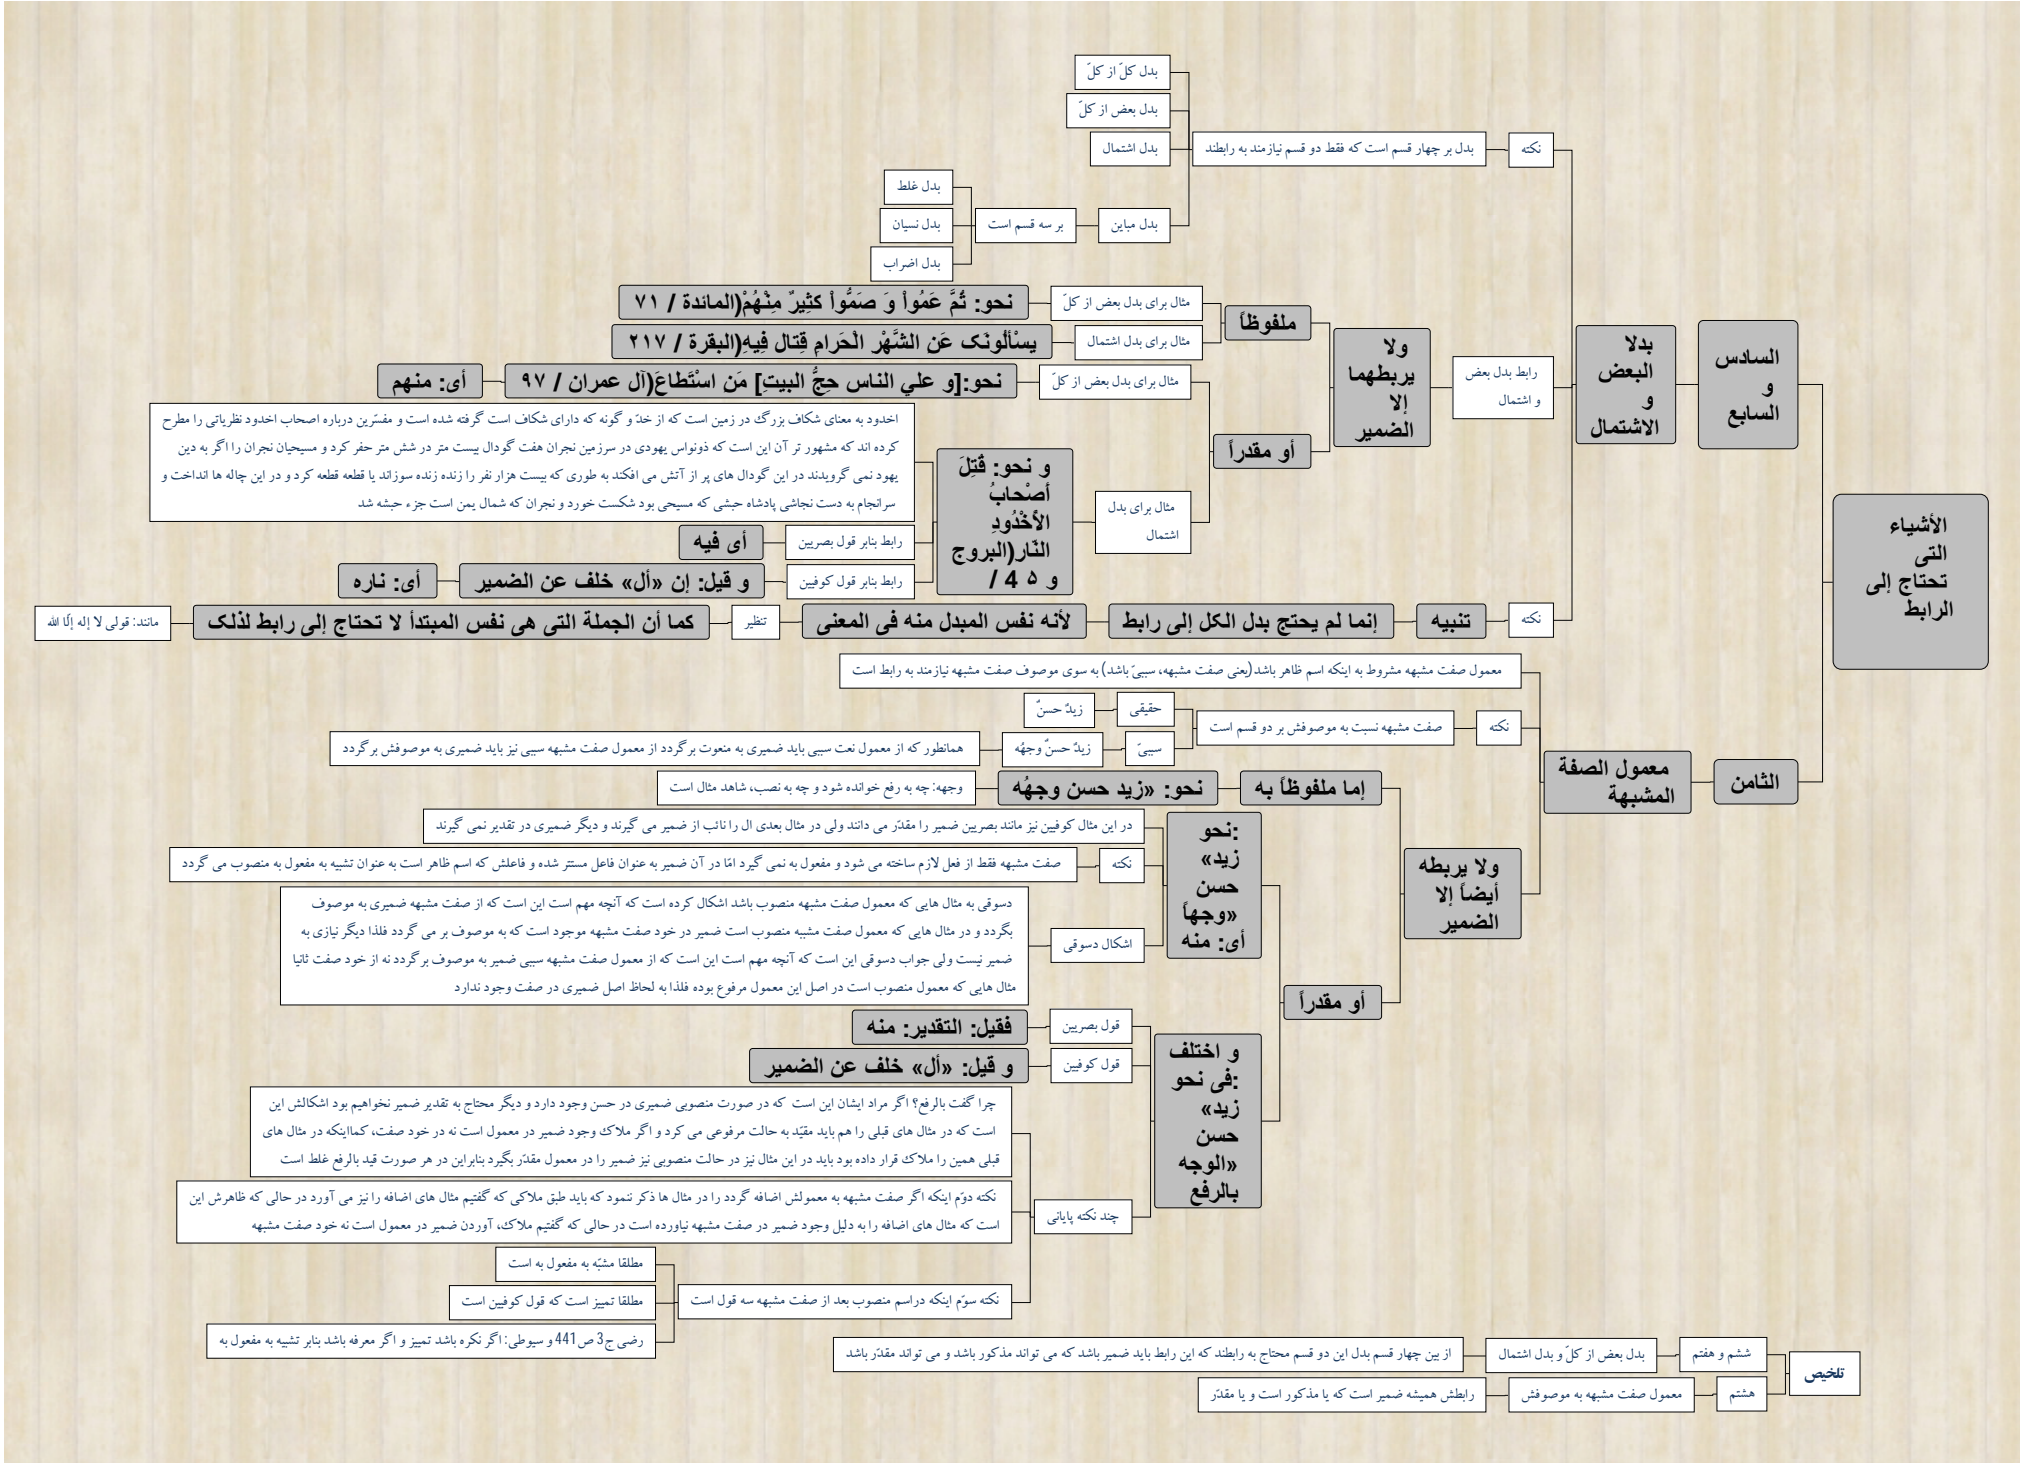 الأشياء
التی
تحتاج إلی
الرابط
السادس
و
السابع
بدلا
البعض
و
الاشتمال
نکته
بدل بر چهار قسم است که فقط دو قسم نیازمند به رابطند
بدل کلّ از کلّ
بدل بعض از کلّ
بدل اشتمال
بدل مباین
بر سه قسم است
بدل غلط
بدل نسیان
بدل اضراب
رابط بدل بعض
و اشتمال
ولا
یربطهما
إلا
الضمیر
ملفوظاً
مثال برای بدل بعض از کلّ
نحو: ثُمَّ عَمُواْ وَ صَمُّواْ کثِیرٌ مِنْهُمْ(المائدة / ٧١
مثال برای بدل اشتمال
یسْألُونَک عَن الشَّهْر الْحَرامِ قِتال فِیهِ(البقرة / ٢١٧
أو مقدراً
مثال برای بدل بعض از کلّ
نحو:[و علي الناس حِجُّ البیتِ] مَن اسْتَطاعَ(آل عمران / ٩٧
أی: منهم
مثال برای بدل
اشتمال
و نحو: قُتِلَ
أصْحابُ
الأخْدُودِ
النّار(البروج
/ 4 و ۵
اخدود به معنای شکاف بزرگ در زمین است که از خدّ و گونه که دارای شکاف است گرفته شده است و مفسّرین درباره اصحاب اخدود نظریاتی را مطرح
کرده اند که مشهور تر آن این است که ذونواس یهودی در سرزمین نجران هفت گودال بیست متر در شش متر حفر کرد و مسیحیان نجران را اگر به دین
یهود نمی گرویدند در این گودال های پر از آتش می افکند به طوری که بیست هزار نفر را زنده زنده سوزاند یا قطعه قطعه کرد و در این چاله ها انداخت و
سرانجام به دست نجاشی پادشاه حبشی که مسیحی بود شکست خورد و نجران که شمال یمن است جزء حبشه شد
رابط بنابر قول بصریین
أی فیه
رابط بنابر قول کوفیین
و قیل: إن «أل» خلف عن الضمیر
أی: ناره
نکته
تنبیه
إنما لم یحتج بدل الکل إلی رابط
لأنه نفس المبدل منه فی المعنی
تنظیر
کما أن الجملة التی هی نفس المبتدأ لا تحتاج إلی رابط لذلک
مانند: قولی لا إله إلّا الله
الثامن
معمول الصفة
المشبهة
معمول صفت مشبهه مشروط به اینکه اسم ظاهر باشد(یعنی صفت مشبهه، سببیّ باشد) به سوی موصوف صفت مشبهه نیازمند به رابط است
نکته
صفت مشبهه نسبت به موصوفش بر دو قسم است
حقیقی
زیدٌ حسنٌ
سببیّ
زیدٌ حسنٌ وجهُه
همانطور که از معمول نعت سببی باید ضمیری به منعوت برگردد از معمول صفت مشبهه سببی نیز باید ضمیری به موصوفش برگردد
ولا یربطه
أیضاً إلا
الضمیر
إما ملفوظاً به
نحو: «زید حسن وجهُه
وجهه: چه به رفع خوانده شود و چه به نصب، شاهد مثال است
أو مقدراً
نحو:
«زید
حسن
وجهاً»
أی: منه
در این مثال کوفیین نیز مانند بصریین ضمیر را مقدّر می دانند ولی در مثال بعدی ال را نائب از ضمیر می گیرند و دیگر ضمیری در تقدیر نمی گیرند
نکته
صفت مشبهه فقط از فعل لازم ساخته می شود و مفعول به نمی گیرد امّا در آن ضمیر به عنوان فاعل مستتر شده و فاعلش که اسم ظاهر است به عنوان تشبیه به مفعول به منصوب می گردد
اشکال دسوقی
دسوقی به مثال هایی که معمول صفت مشبهه منصوب باشد اشکال کرده است که آنچه مهم است این است که از صفت مشبهه ضمیری به موصوف
بگردد و در مثال هایی که معمول صفت مشببه منصوب است ضمیر در خود صفت مشبهه موجود است که به موصوف بر می گردد فلذا دیگر نیازی به
ضمیر نیست ولی جواب دسوقی این است که آنچه مهم است این است که از معمول صفت مشبهه سببی ضمیر به موصوف برگردد نه از خود صفت ثانیا
مثال هایی که معمول منصوب است در اصل این معمول مرفوع بوده فلذا به لحاظ اصل ضمیری در صفت وجود ندارد
و اختلف
فی نحو:
«زید
حسن
الوجه»
بالرفع
قول بصریین
فقیل: التقدیر: منه
قول کوفیین
و قیل: «أل» خلف عن الضمیر
چند نکته پایانی
چرا گفت بالرفع؟ اگر مراد ایشان این است که در صورت منصوبی ضمیری در حسن وجود دارد و دیگر محتاج به تقدیر ضمیر نخواهیم بود اشکالش این
است که در مثال های قبلی را هم باید مقیّد به حالت مرفوعی می کرد و اگر ملاک وجود ضمیر در معمول است نه در خود صفت، کمااینکه در مثال های
قبلی همین را ملاک قرار داده بود باید در این مثال نیز در حالت منصوبی نیز ضمیر را در معمول مقدّر بگیرد بنابراین در هر صورت قید بالرفع غلط است
نکته دوّم اینکه اگر صفت مشبهه به معمولش اضافه گردد را در مثال ها ذکر ننمود که باید طبق ملاکی که گفتیم مثال های اضافه را نیز می آورد در حالی که ظاهرش این
است که مثال های اضافه را به دلیل وجود ضمیر در صفت مشبهه نیاورده است در حالی که گفتیم ملاک، آوردن ضمیر در معمول است نه خود صفت مشبهه
نکته سوّم اینکه دراسم منصوب بعد از صفت مشبهه سه قول است
مطلقا مشبّه به مفعول به است
مطلقا تمییز است که قول کوفیین است
رضی ج3 ص441 و سیوطی: اگر نکره باشد تمییز و اگر معرفه باشد بنابر تشبیه به مفعول به
تلخیص
ششم و هفتم
بدل بعض از کلّ و بدل اشتمال
از بین چهار قسم بدل این دو قسم محتاج به رابطند که این رابط باید ضمیر باشد که می تواند مذکور باشد و می تواند مقدّر باشد
هشتم
معمول صفت مشبهه به موصوفش
رابطش همیشه ضمیر است که یا مذکور است و یا مقدّر